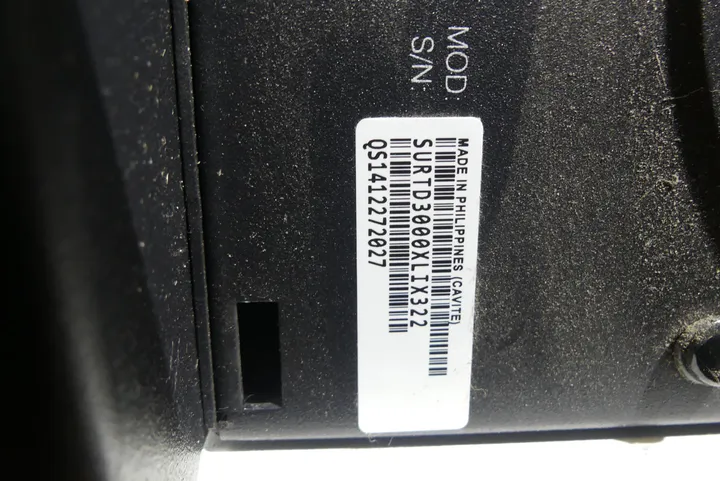 MOD:
S/N:
MADE IN PHILIPPINES (CAVITE)
SURTD3000XLIX322
QS1412272027